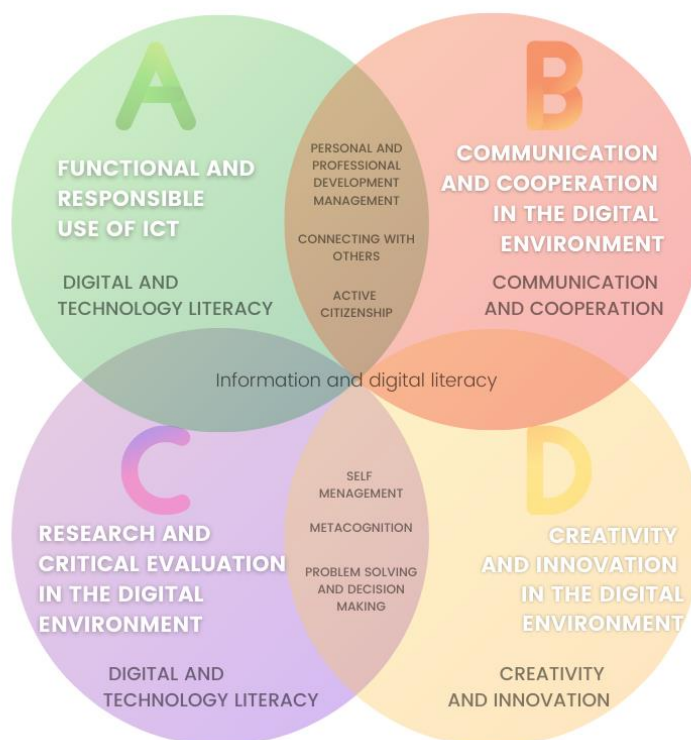 A
FUNCTIONAL AND
RESPONSIBLE
USE OF ICT
DIGITAL AND
TECHNOLOGY LITERACY
PERSONAL AND
PROFESSIONAL
DEVELOPMENT
MANAGEMENT
CONNECTING WITH
OTHERS
ACTIVE
CITIZENSHIP
B
COMMUNICATION
AND COOPERATION
IN THE DIGITAL
ENVIRONMENT
COMMUNICATION
AND COOPERATION
Information and digital literacy
C
RESEARCH AND
CRITICAL EVALUATION
IN THE DIGITAL
ENVIRONMENT
DIGITAL AND
TECHNOLOGY LITERACY
SELF
MENAGEMENT
METACOGNITION
PROBLEM SOLVING
AND DECISION
MAKING
D
CREATIVITY
AND INNOVATION
IN THE DIGITAL
ENVIRONMENT
CREATIVITY
AND INNOVATION